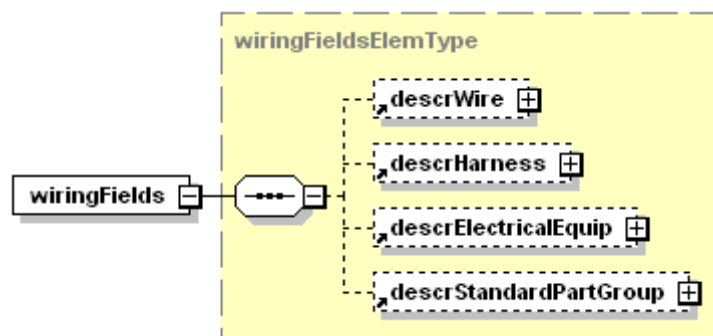 wiringFieldsElemType
descrWire
descrHarness
wiringFields
descrElectricalEquip
descrStandardPartGroup